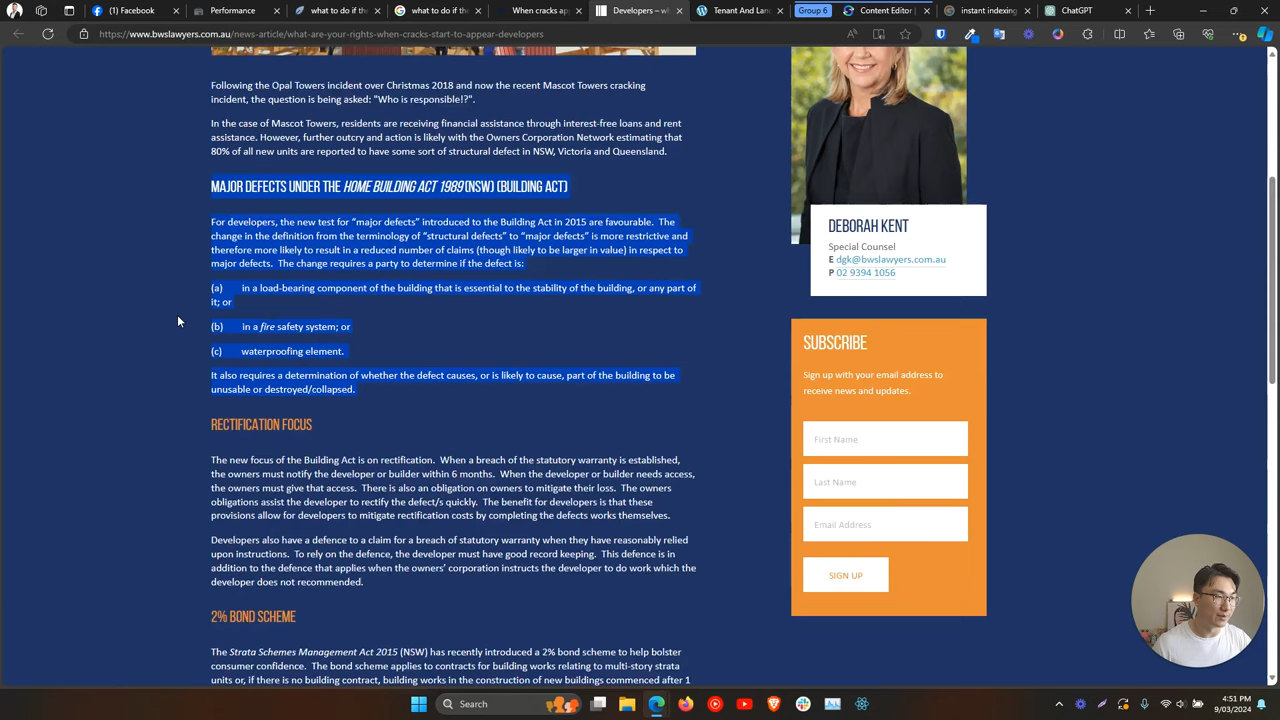 (1) Facebook
Performance
what to do if th
what to do if the
When cracks ap
Developers – wh
Tenant And Lan
Group 6
Content Editor
instant indexing
ChatGPT
https://www.bwslawyers.com.au/news-article/what-are-your-rights-when-cracks-start-to-appear-developers
Following the Opal Towers incident over Christmas 2018 and now the recent Mascot Towers cracking
incident, the question is being asked: "Who is responsible!?".
In the case of Mascot Towers, residents are receiving financial assistance through interest-free loans and rent
assistance. However, further outcry and action is likely with the Owners Corporation Network estimating that
80% of all new units are reported to have some sort of structural defect in NSW, Victoria and Queensland.
MAJOR DEFECTS UNDER THE HOME BUILDING ACT 1989 (NSW) (BUILDING ACT)
For developers, the new test for “major defects” introduced to the Building Act in 2015 are favourable. The
change in the definition from the terminology of “structural defects” to “major defects” is more restrictive and
therefore more likely to result in a reduced number of claims (though likely to be larger in value) in respect to
major defects. The change requires a party to determine if the defect is:
(a) in a load-bearing component of the building that is essential to the stability of the building, or any part of
it; or
(b) in a fire safety system; or
(c) waterproofing element.
It also requires a determination of whether the defect causes, or is likely to cause, part of the building to be
unusable or destroyed/collapsed.
RECTIFICATION FOCUS
The new focus of the Building Act is on rectification. When a breach of the statutory warranty is established,
the owners must notify the developer or builder within 6 months. When the developer or builder needs access,
the owners must give that access. There is also an obligation on owners to mitigate their loss. The owners
obligations assist the developer to rectify the defect/s quickly. The benefit for developers is that these
provisions allow for developers to mitigate rectification costs by completing the defects works themselves.
Developers also have a defence to a claim for a breach of statutory warranty when they have reasonably relied
upon instructions. To rely on the defence, the developer must have good record keeping. This defence is in
addition to the defence that applies when the owners’ corporation instructs the developer to do work which the
developer does not recommended.
2% BOND SCHEME
The Strata Schemes Management Act 2015 (NSW) has recently introduced a 2% bond scheme to help bolster
consumer confidence. The bond scheme applies to contracts for building works relating to multi-story strata
units or, if there is no building contract, building works in the construction of new buildings commenced after 1
DEBORAH KENT
Special Counsel
E dgk@bwslawyers.com.au
P 02 9394 1056
SUBSCRIBE
Sign up with your email address to
receive news and updates.
First Name
Last Name
Email Address
SIGN UP
Search
4:51 PM
9/03/2024